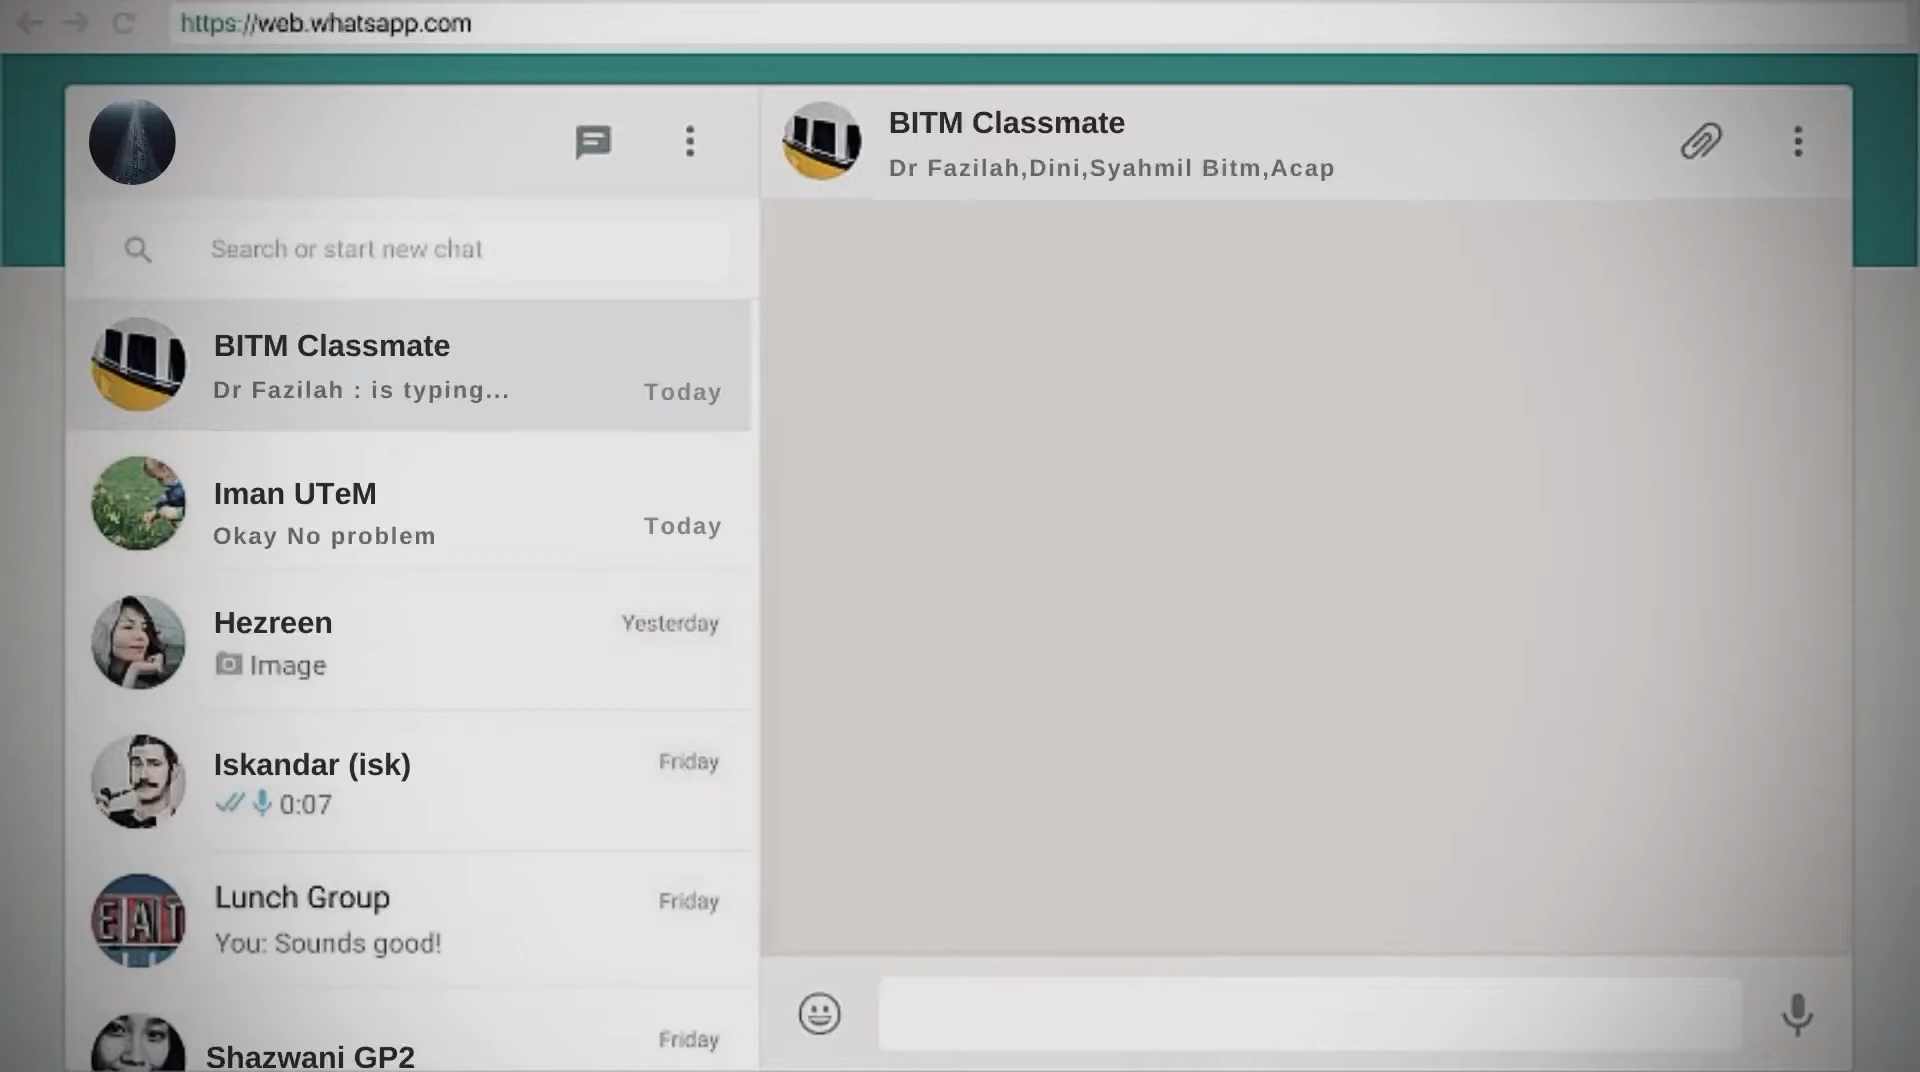 https://web.whatsapp.com
BITM Classmate
Dr Fazilah,Dini,Syahmil Bitm,Acap
Search or start new chat
BITM Classmate
Dr Fazilah : is typing...
Today
Iman UTeM
Okay No problem
Today
Hezreen
Yesterday
Image
Iskandar (isk)
Friday
0:07
Lunch Group
Friday
You: Sounds good!
EAT
Shazwani GP2
Friday